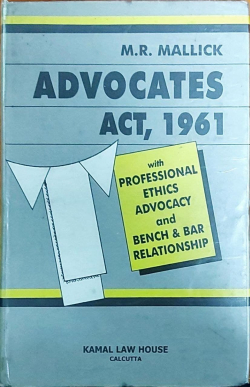 M.R. MALLICK
ADVOCATES
ACT, 1961
with
PROFESSIONAL
ETHICS
ADVOCACY
and
BENCH & BAR
RELATIONSHIP
KAMAL LAW HOUSE
CALCUTTA